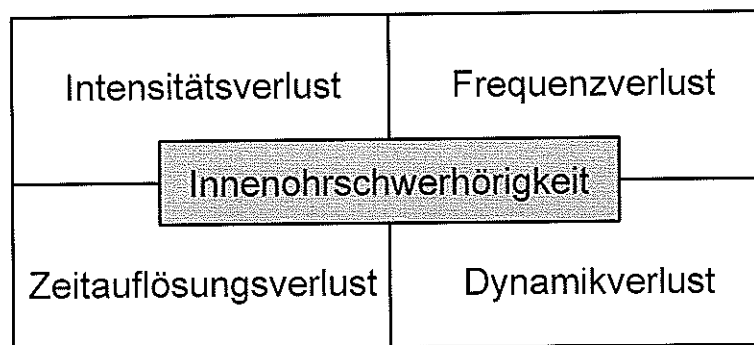 Intensitätsverlust
Frequenzverlust
Innenohrschwerhörigkeit
Zeitauflösungsverlust
Dynamikverlust